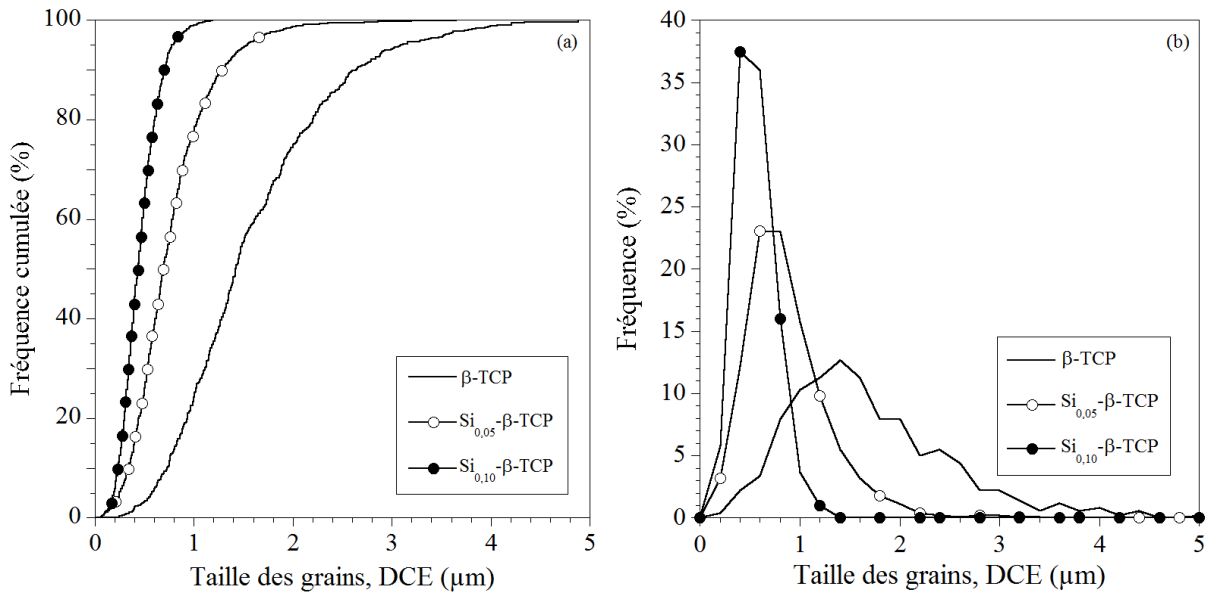 (a)
Fréquence cumulée (%)
100
80
60
40
20
0
0 1 2 3 4 5
Taille des grains, DCE (µm)
β-TCP
Si0,05-β-TCP
Si0,10-β-TCP
(b)
Fréquence (%)
40
35
30
25
20
15
10
5
0
0 1 2 3 4 5
Taille des grains, DCE (µm)
β-TCP
Si0,05-β-TCP
Si0,10-β-TCP